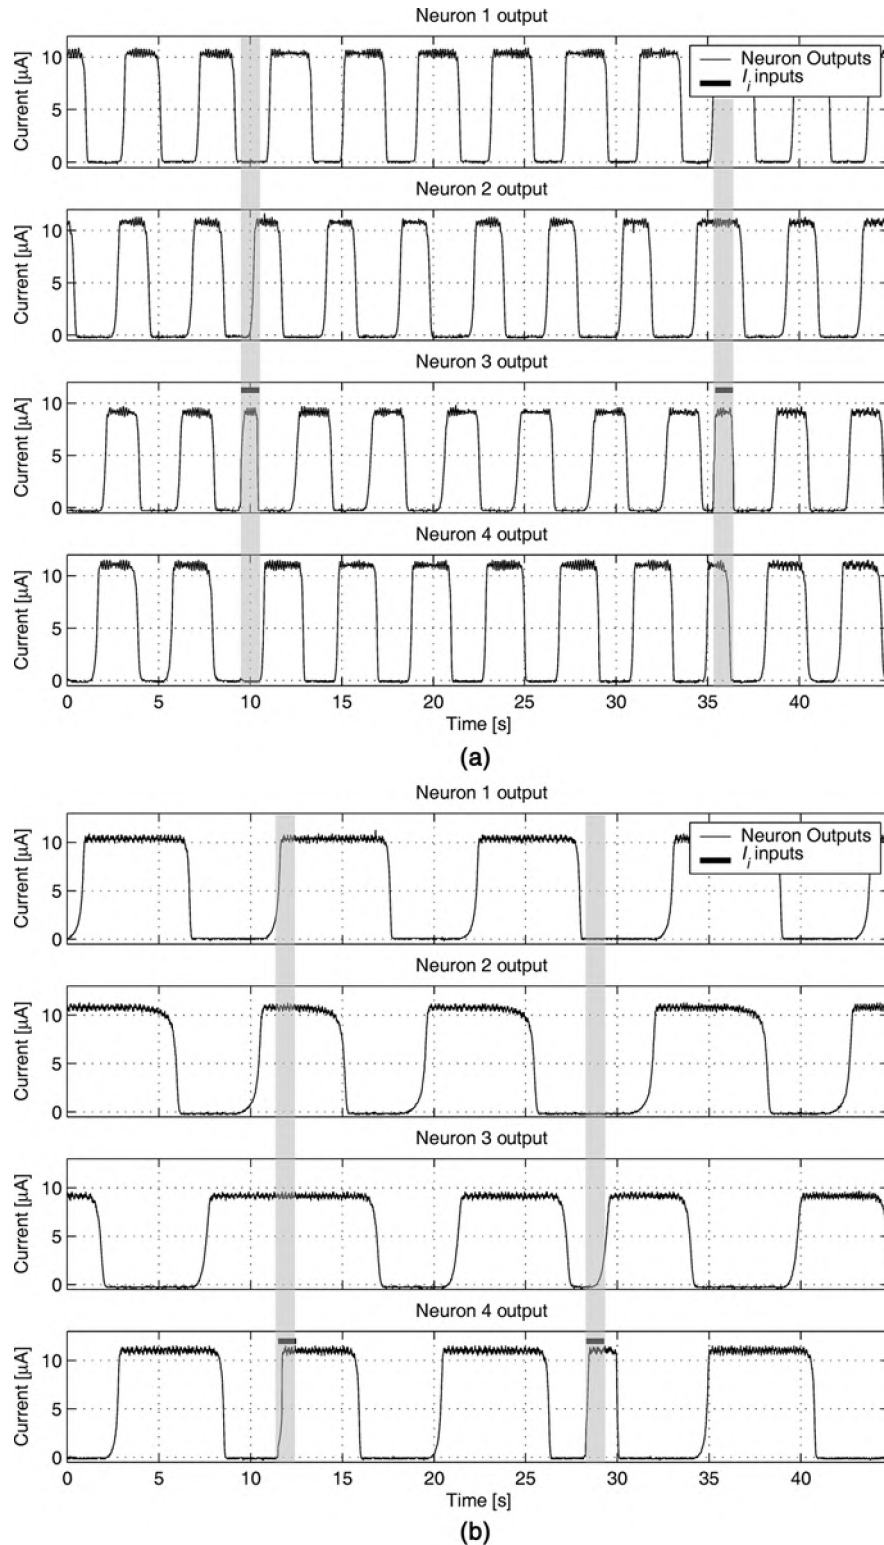 Neuron 1 output
Current [µA]
10
5
0
Neuron Outputs
I i inputs
Neuron 2 output
Current [µA]
10
5
0
Neuron 3 output
Current [µA]
10
5
0
Neuron 4 output
Current [µA]
10
5
0
0 5 10 15 20 25 30 35 40
Time [s]
(a)
Neuron 1 output
Current [µA]
10
5
0
Neuron Outputs
I i inputs
Neuron 2 output
Current [µA]
10
5
0
Neuron 3 output
Current [µA]
10
5
0
Neuron 4 output
Current [µA]
10
5
0
0 5 10 15 20 25 30 35 40
Time [s]
(b)